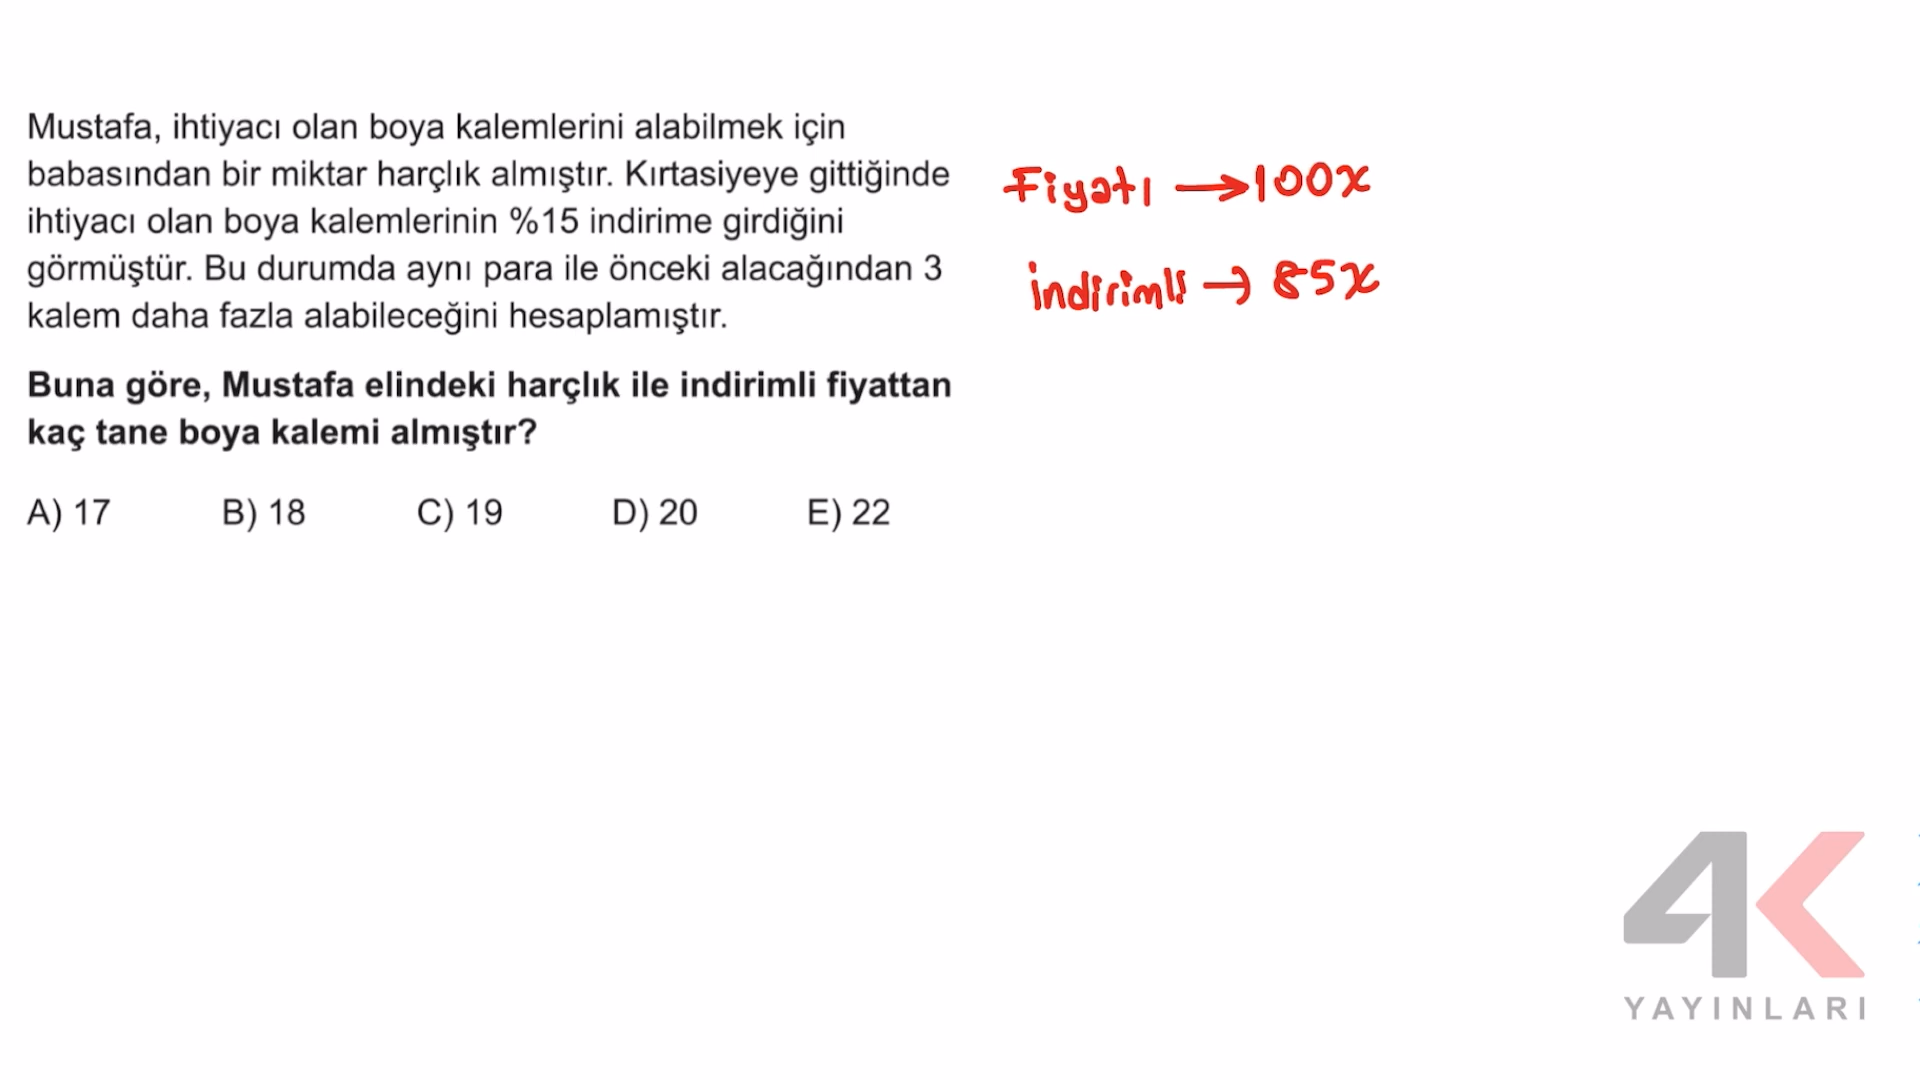 Mustafa, ihtiyacı olan boya kalemlerini alabilmek için
babasından bir miktar harçlık almıştır. Kırtasiyeye gittiğinde
ihtiyacı olan boya kalemlerinin %15 indirime girdiğini
görmüştür. Bu durumda aynı para ile önceki alacağından 3
kalem daha fazla alabileceğini hesaplamıştır.
Buna göre, Mustafa elindeki harçlık ile indirimli fiyattan
kaç tane boya kalemi almıştır?
A) 17 B) 18 C) 19 D) 20 E) 22
Fiyatı → 100x
indirimli → 85x
4K
YAYINLARI